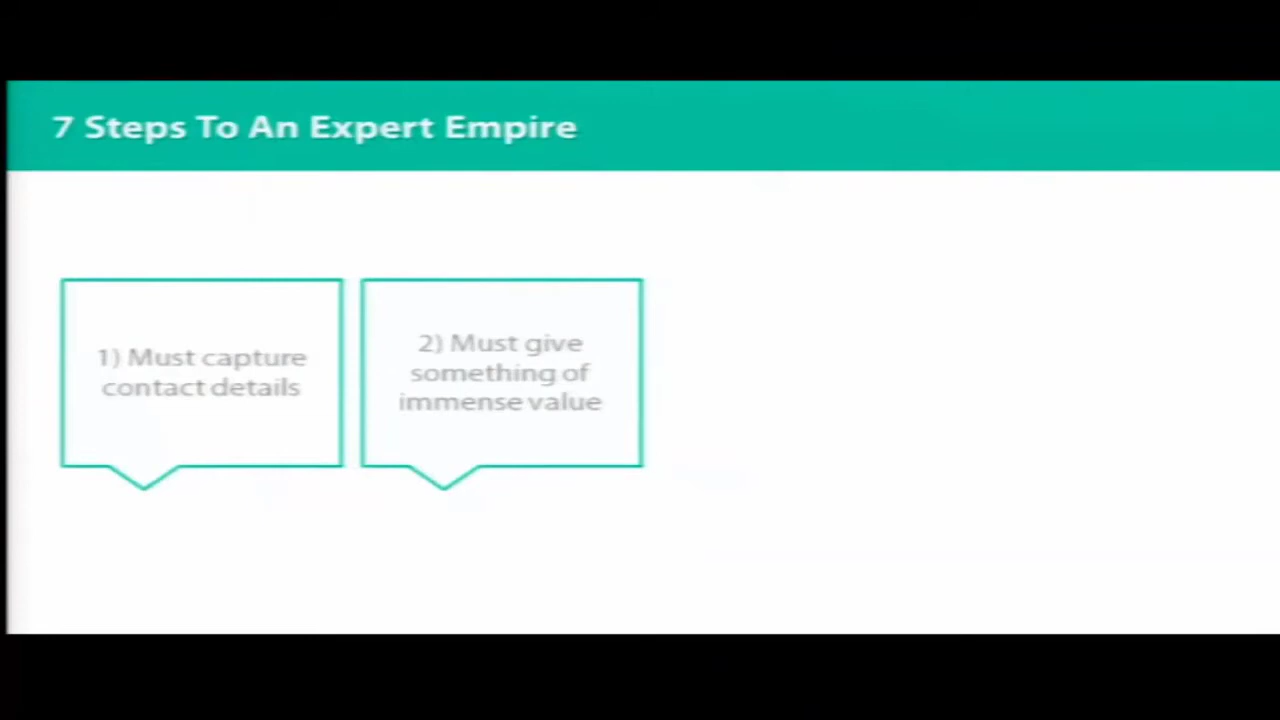 7 Steps To An Expert Empire
1) Must capture
contact details
2) Must give
something of
immense value